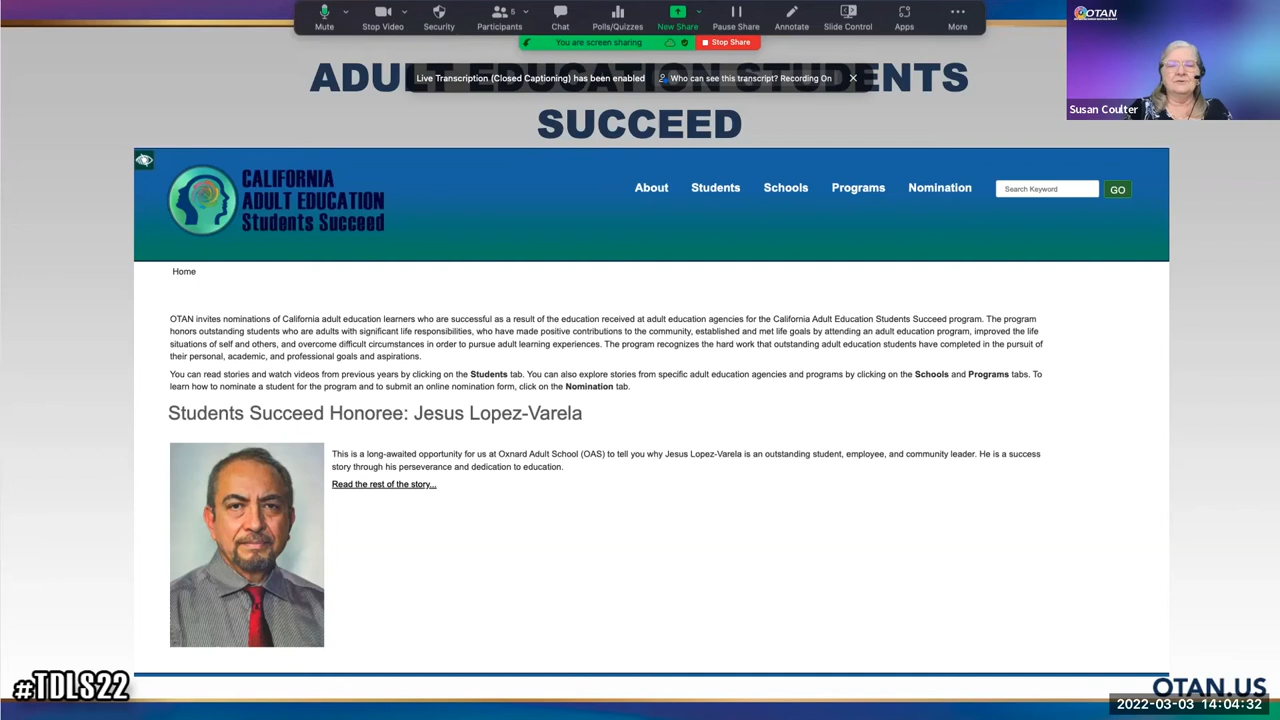 Mute
Stop Video
Security
Participants
5
Chat
Polls/Quizzes
New Share
Pause Share
Annotate
Slide Control
Apps
More
You are screen sharing
Stop Share
OTAN
Live Transcription (Closed Captioning) has been enabled
Who can see this transcript? Recording On
ADULT EDUCATION STUDENTS
SUCCEED
Susan Coulter
CALIFORNIA
ADULT EDUCATION
Students Succeed
About
Students
Schools
Programs
Nomination
Search Keyword
GO
Home
OTAN invites nominations of California adult education learners who are successful as a result of the education received at adult education agencies for the California Adult Education Students Succeed program. The program
honors outstanding students who are adults with significant life responsibilities, who have made positive contributions to the community, established and met life goals by attending an adult education program, improved the life
situations of self and others, and overcome difficult circumstances in order to pursue adult learning experiences. The program recognizes the hard work that outstanding adult education students have completed in the pursuit of
their personal, academic, and professional goals and aspirations.
You can read stories and watch videos from previous years by clicking on the Students tab. You can also explore stories from specific adult education agencies and programs by clicking on the Schools and Programs tabs. To
learn how to nominate a student for the program and to submit an online nomination form, click on the Nomination tab.
Students Succeed Honoree: Jesus Lopez-Varela
This is a long-awaited opportunity for us at Oxnard Adult School (OAS) to tell you why Jesus Lopez-Varela is an outstanding student, employee, and community leader. He is a success
story through his perseverance and dedication to education.
Read the rest of the story...
#TDLS22
OTAN.US
2022-03-03 14:04:32